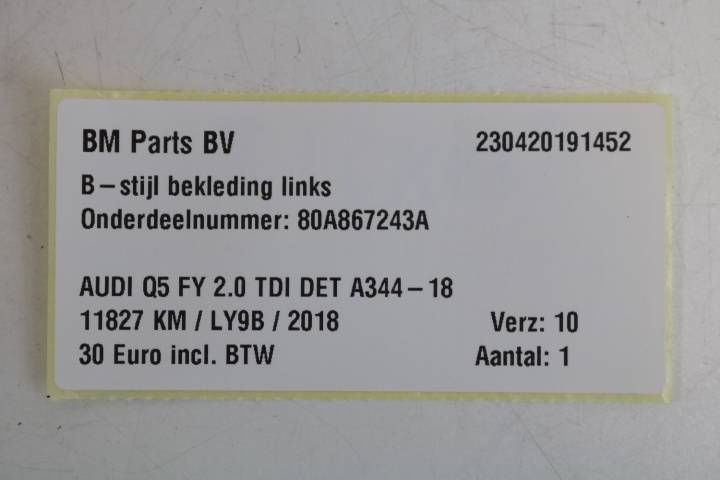 BM Parts BV 230420191452
B-stijl bekleding links
Onderdeelnummer: 80A867243A
AUDI Q5 FY 2.0 TDI DET A344-18
11827 KM / LY9B / 2018 Verz: 10
30 Euro incl. BTW Aantal: 1